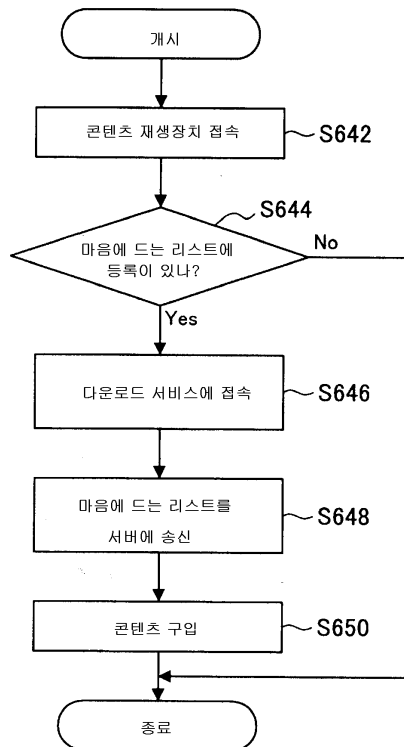 개시
콘텐츠 재생장치 접속
S642
S644
마음에 드는 리스트에
등록이 있나?
No
Yes
다운로드 서비스에 접속
S646
마음에 드는 리스트를
서버에 송신
S648
콘텐츠 구입
S650
종료